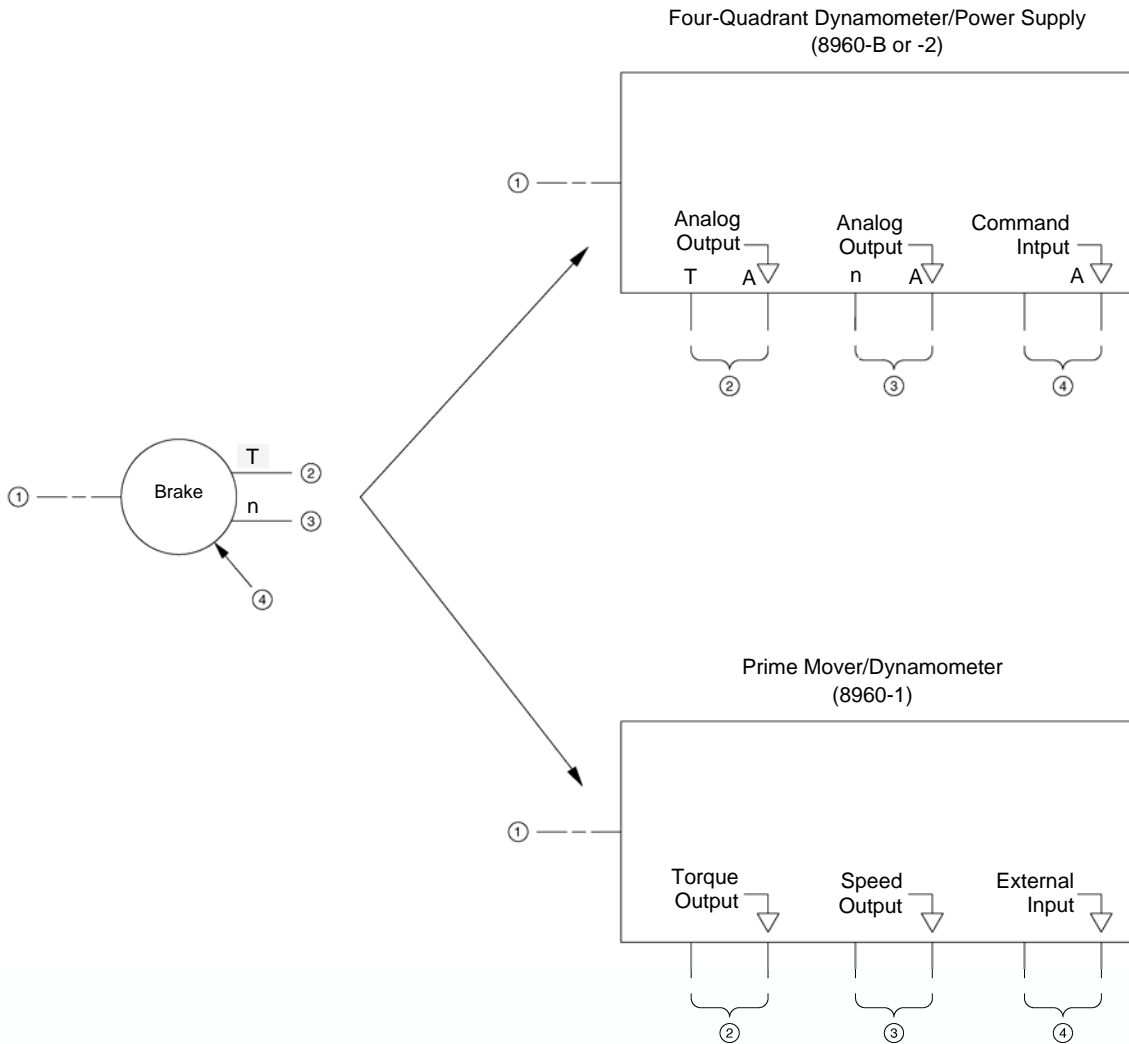 Four-Quadrant Dynamometer/Power Supply
(8960-B or -2)
①
Analog
Output
Analog
Output
Command
Intput
T
A
n
A
A
②
③
④
①
Brake
T
②
n
③
④
Prime Mover/Dynamometer
(8960-1)
①
Torque
Output
Speed
Output
External
Input
②
③
④